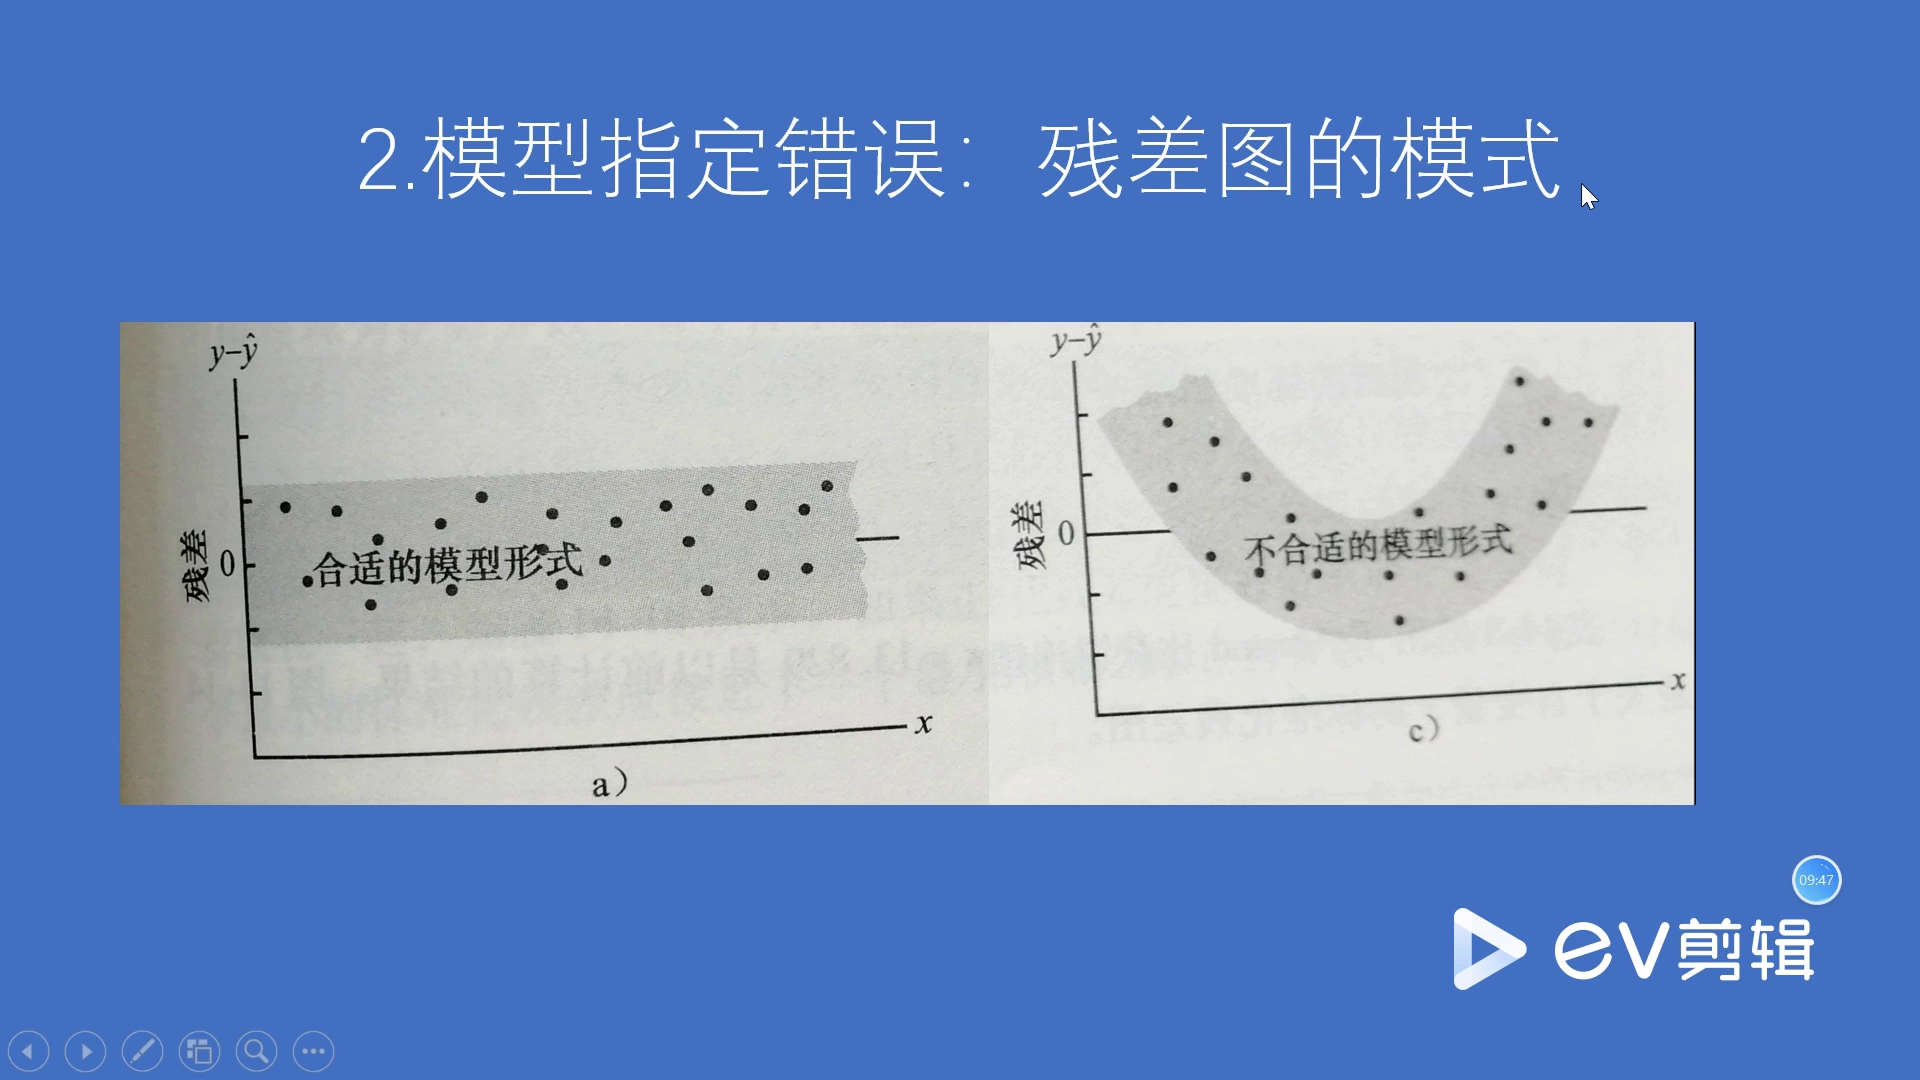 2.模型指定错误： 残差图的模式
y-ŷ
残差
0
合适的模型形式
x
a）
y-ŷ
残差
0
不合适的模型形式
x
c）
09:47
ev剪辑